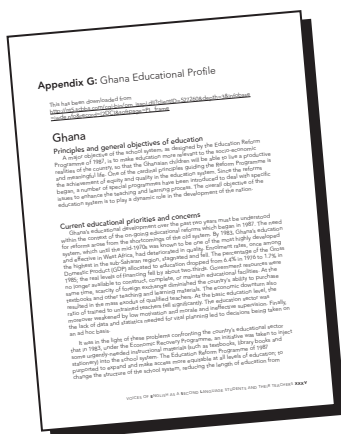 Appendix G: Ghana Educational Profile
This has been downloaded from
Ghana
Principles and general objectives of education
A major objective of the school system, as designed by the Education Reform
Programme of 1987, is to make education more relevant to the socio-economic
realities of the country, so that the Ghanaian children will be able to live a productive
and meaningful life. One of the cardinal principles guiding the Reform Programme is
the achievement of equity and quality in the education system. Since the reforms
began, a number of special programmes have been introduced to deal with specific
issues to enhance the teaching and learning process. The overall objective of the
education system is to play a dynamic role in the development of the nation.
Current educational priorities and concerns
Ghana's educational development over the past two years must be understood
within the context of the on-going educational reforms which began in 1987. The need
for reforms arose from the shortcomings of the old system. By 1983, Ghana's education
system, which until the mid-1970s was known to be one of the most highly developed
and effective in West Africa, had deteriorated in quality. Enrolment rates, once among
the highest in the sub-Saharan region, stagnated and fell. The percentage of the Gross
Domestic Product (GDP) allocated to education dropped from 6.4% in 1976 to 1.7% in
1985; the real levels of financing fell by about two-thirds. Government resources were
no longer available to construct, complete, or maintain educational facilities. At the
same time, scarcity of foreign exchange diminished the country's ability to purchase
textbooks and other teaching and learning materials. The economic downturn also
resulted in the mass exodus of qualified teachers. At the basic education level, the
ratio of trained to untrained teachers fell significantly. The education sector was
moreover weakened by low motivation and morale and ineffective supervision. Finally,
the lack of data and statistics needed for vital planning led to decisions being taken on
an ad hoc basis.
It was in the light of these problems confronting the country's educational sector
that in 1983, under the Economic Recovery Programme, an initiative was taken to inject
some urgently-needed instructional materials (such as textbooks, library books and
stationery) into the school system. The Education Reform Programme of 1987
purported to expand and make access more equitable at all levels of education; so
change the structure of the school system, reducing the length of education from
VOICES OF ENGLISH AS A SECOND LANGUAGE STUDENTS AND THEIR TEACHERS